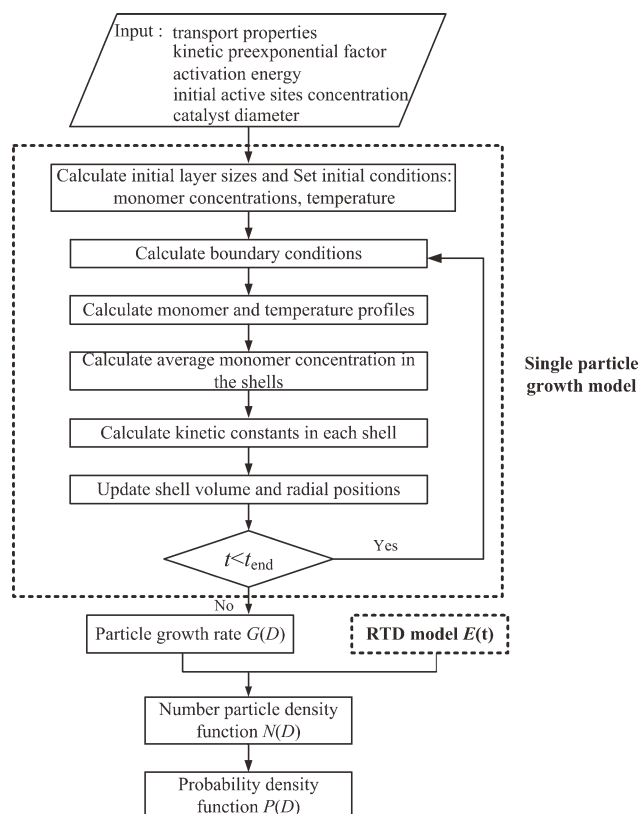 Input : transport properties
kinetic preexponential factor
activation energy
initial active sites concentration
catalyst diameter
Calculate initial layer sizes and Set initial conditions:
monomer concentrations, temperature
Calculate boundary conditions
Calculate monomer and temperature profiles
Calculate average monomer concentration in
the shells
Calculate kinetic constants in each shell
Update shell volume and radial positions
Single particle
growth model
t<tend
Yes
No
Particle growth rate G(D)
RTD model E(t)
Number particle density
function N(D)
Probability density
function P(D)